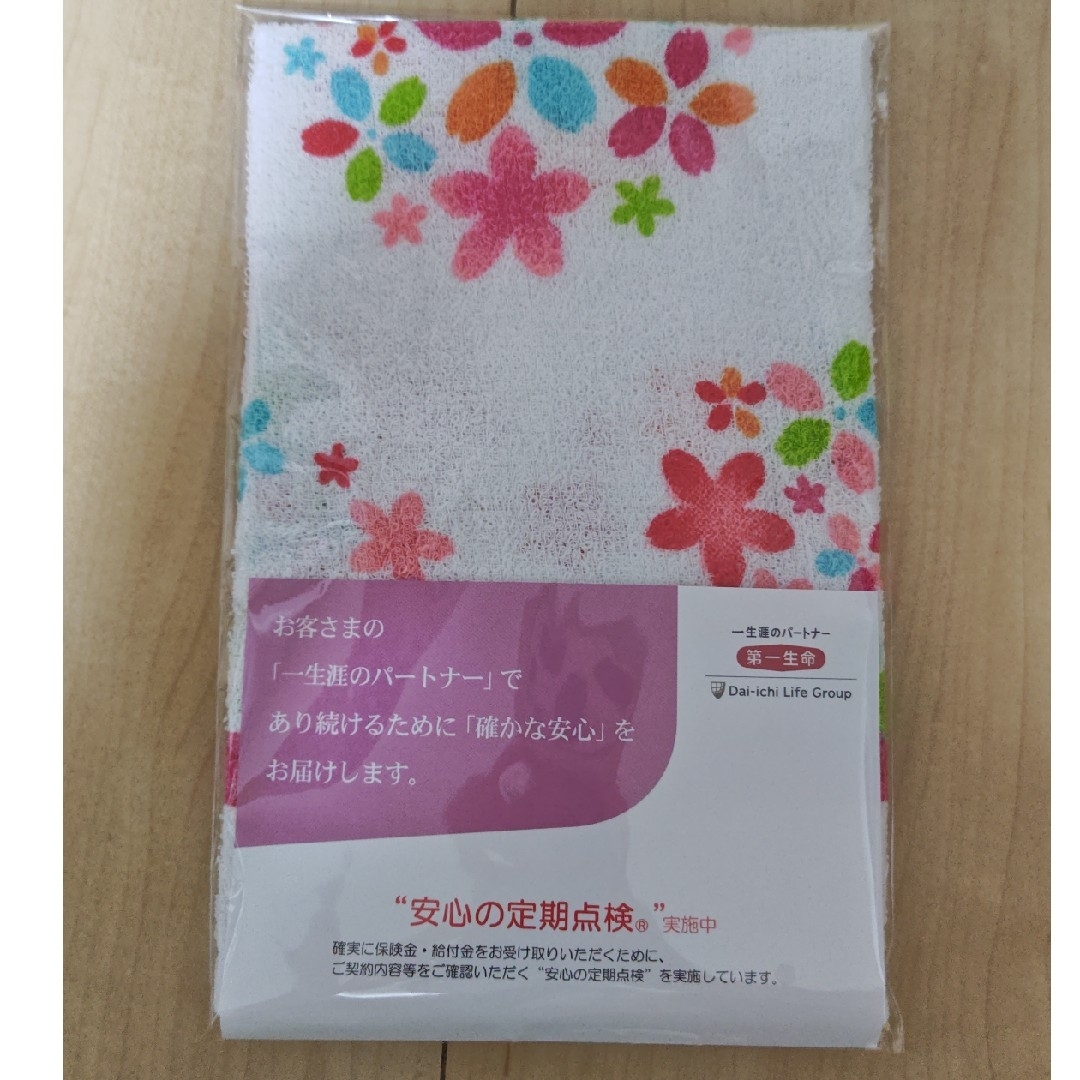 お客さまの
「一生涯のパートナー」で
あり続けるために「確かな安心」を
お届けします。
一生涯のパートナー
第一生命
Dai-ichi Life Group
“安心の定期点検®”実施中
確実に保険金・給付金をお受け取りいただくために、
ご契約内容等をご確認いただく“安心の定期点検”を実施しています。